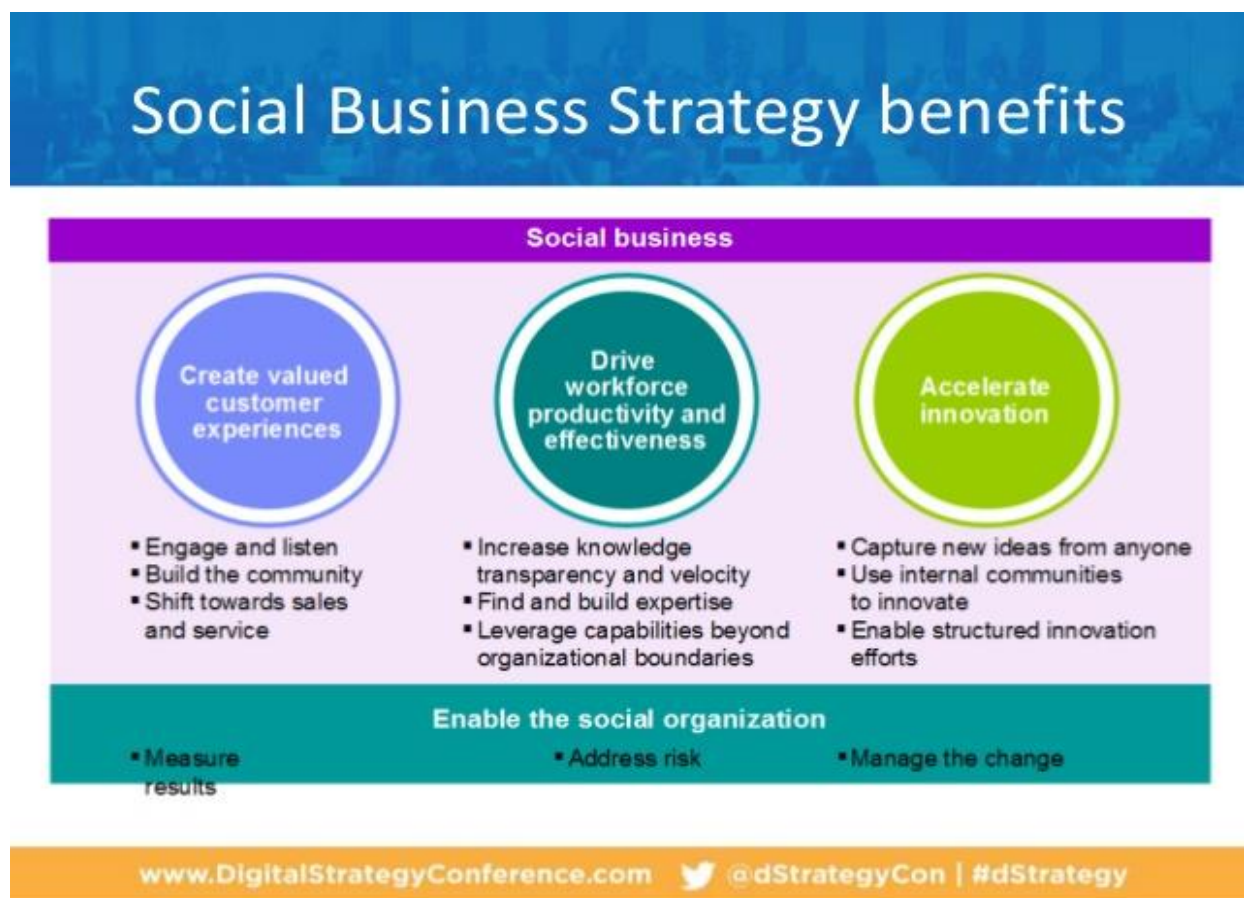 Social Business Strategy benefits
Social business
Create valued
customer
experiences
Drive
workforce
productivity and
effectiveness
Accelerate
innovation
▪ Engage and listen
▪ Build the community
▪ Shift towards sales
and service
▪ Increase knowledge
transparency and velocity
▪ Find and build expertise
▪ Leverage capabilities beyond
organizational boundaries
▪ Capture new ideas from anyone
▪ Use internal communities
to innovate
▪ Enable structured innovation
efforts
Enable the social organization
▪ Measure
results
▪ Address risk
▪ Manage the change
www.DigitalStrategyConference.com @dStrategyCon | #dStrategy